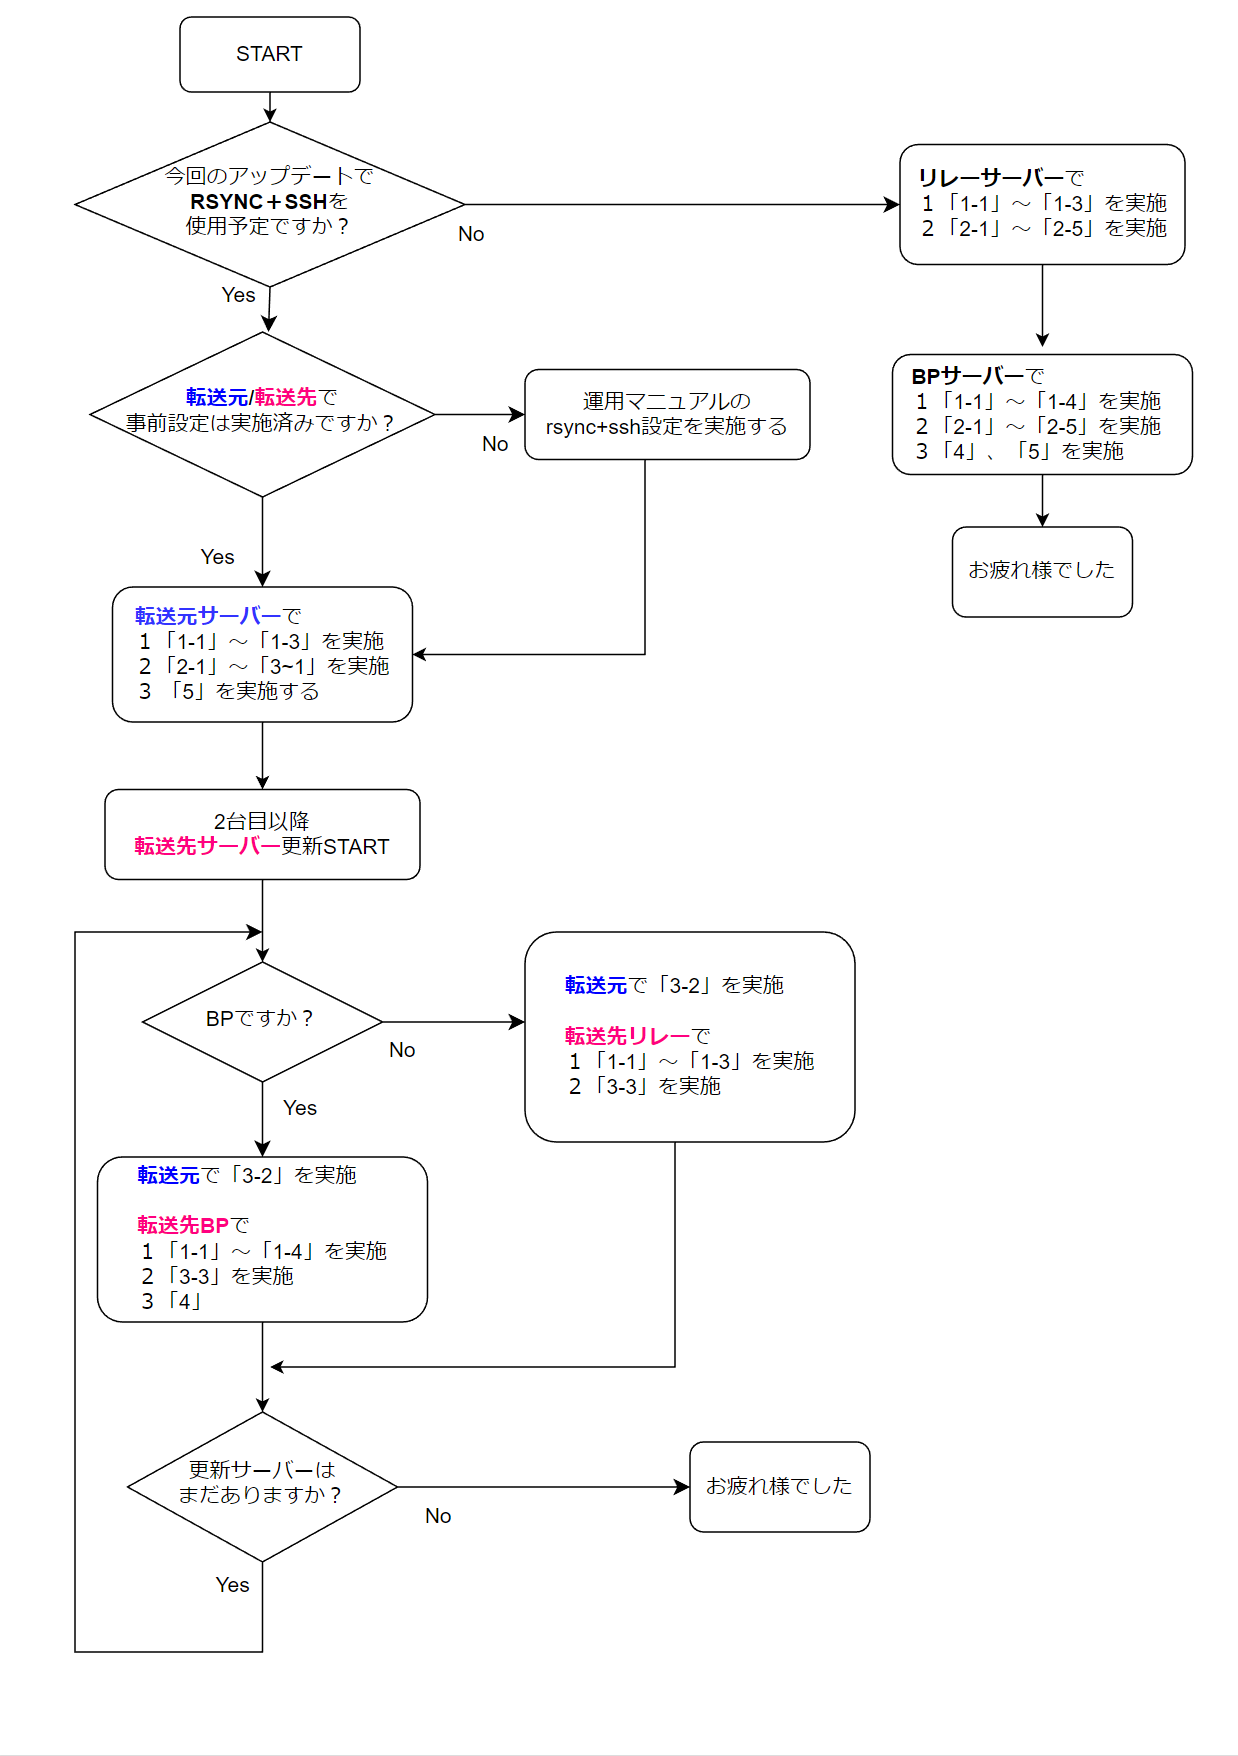 START
今回のアップデートで
RSYNC＋SSHを
使用予定ですか？
No
Yes
リレーサーバーで
１「1-1」～「1-3」を実施
２「2-1」～「2-5」を実施
BPサーバーで
１「1-1」～「1-4」を実施
２「2-1」～「2-5」を実施
３「4」、「5」を実施
お疲れ様でした
転送元/転送先で
事前設定は実施済みですか？
No
Yes
運用マニュアルの
rsync+ssh設定を実施する
転送元サーバーで
１「1-1」～「1-3」を実施
２「2-1」～「3~1」を実施
３ 「5」を実施する
2台目以降
転送先サーバー更新START
BPですか？
No
Yes
転送元で「3-2」を実施
転送先リレーで
１「1-1」～「1-3」を実施
２「3-3」を実施
転送元で「3-2」を実施
転送先BPで
１「1-1」～「1-4」を実施
２「3-3」を実施
３「4」
更新サーバーは
まだありますか？
No
Yes
お疲れ様でした